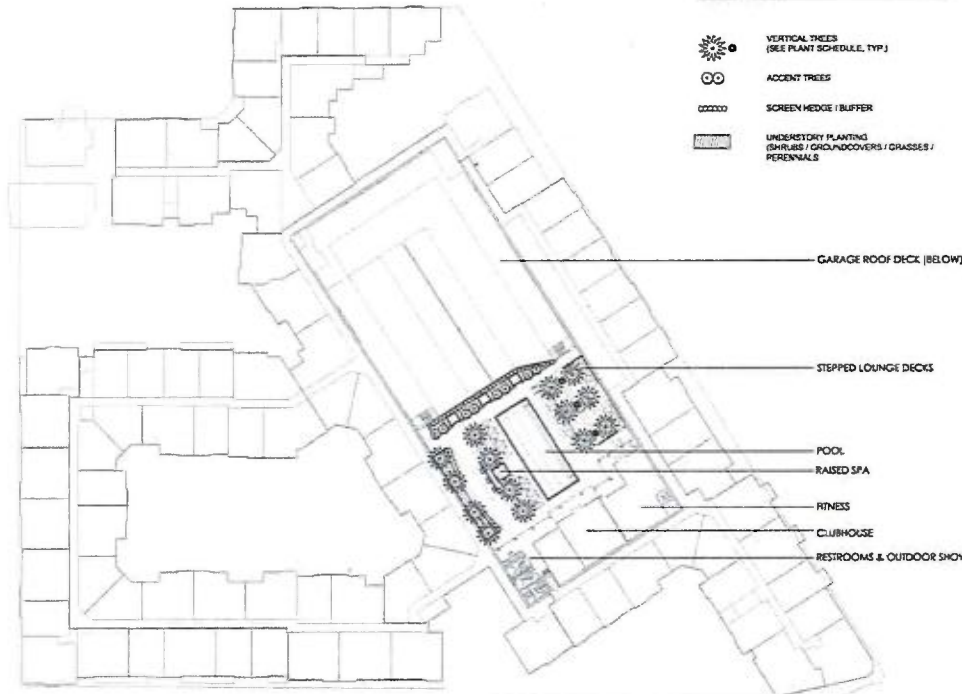 VERTICAL TREES
(SEE PLANT SCHEDULE, TYP.)
ACCENT TREES
SCREEN HEDGE / BUFFER
UNDERSTORY PLANTING
(SHRUBS / GROUNDCOVERS / GRASSES /
PERENNIALS
GARAGE ROOF DECK (BELOW)
STEPPED LOUNGE DECKS
POOL
RAISED SPA
FITNESS
CLUBHOUSE
RESTROOMS & OUTDOOR SHOW